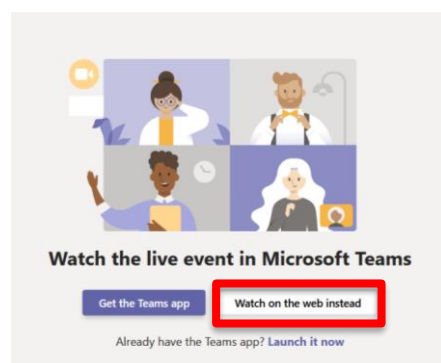 Watch the live event in Microsoft Teams
Get the Teams app Watch on the web instead
Already have the Teams app? Launch it now